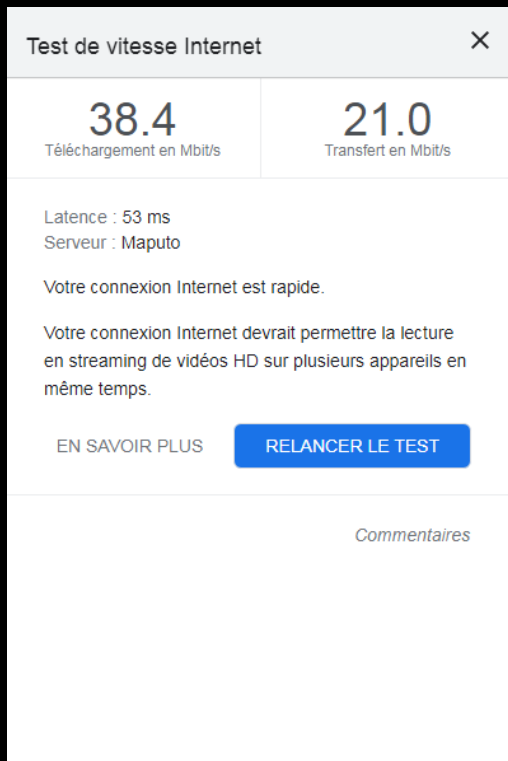 Test de vitesse Internet
38.4
Téléchargement en Mbit/s
21.0
Transfert en Mbit/s
Latence : 53 ms
Serveur : Maputo
Votre connexion Internet est rapide.
Votre connexion Internet devrait permettre la lecture
en streaming de vidéos HD sur plusieurs appareils en
même temps.
EN SAVOIR PLUS
RELANCER LE TEST
Commentaires